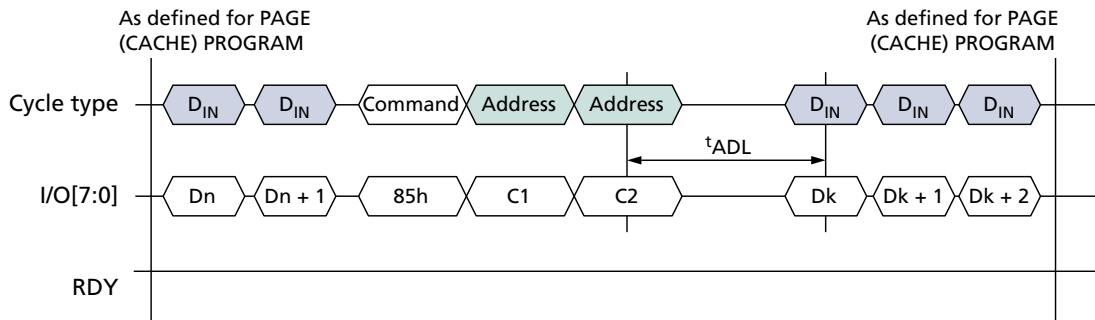 As defined for PAGE
(CACHE) PROGRAM
As defined for PAGE
(CACHE) PROGRAM
Cycle type
DIN
DIN
Command
Address
Address
DIN
DIN
DIN
tADL
I/O[7:0]
Dn
Dn + 1
85h
C1
C2
Dk
Dk + 1
Dk + 2
RDY